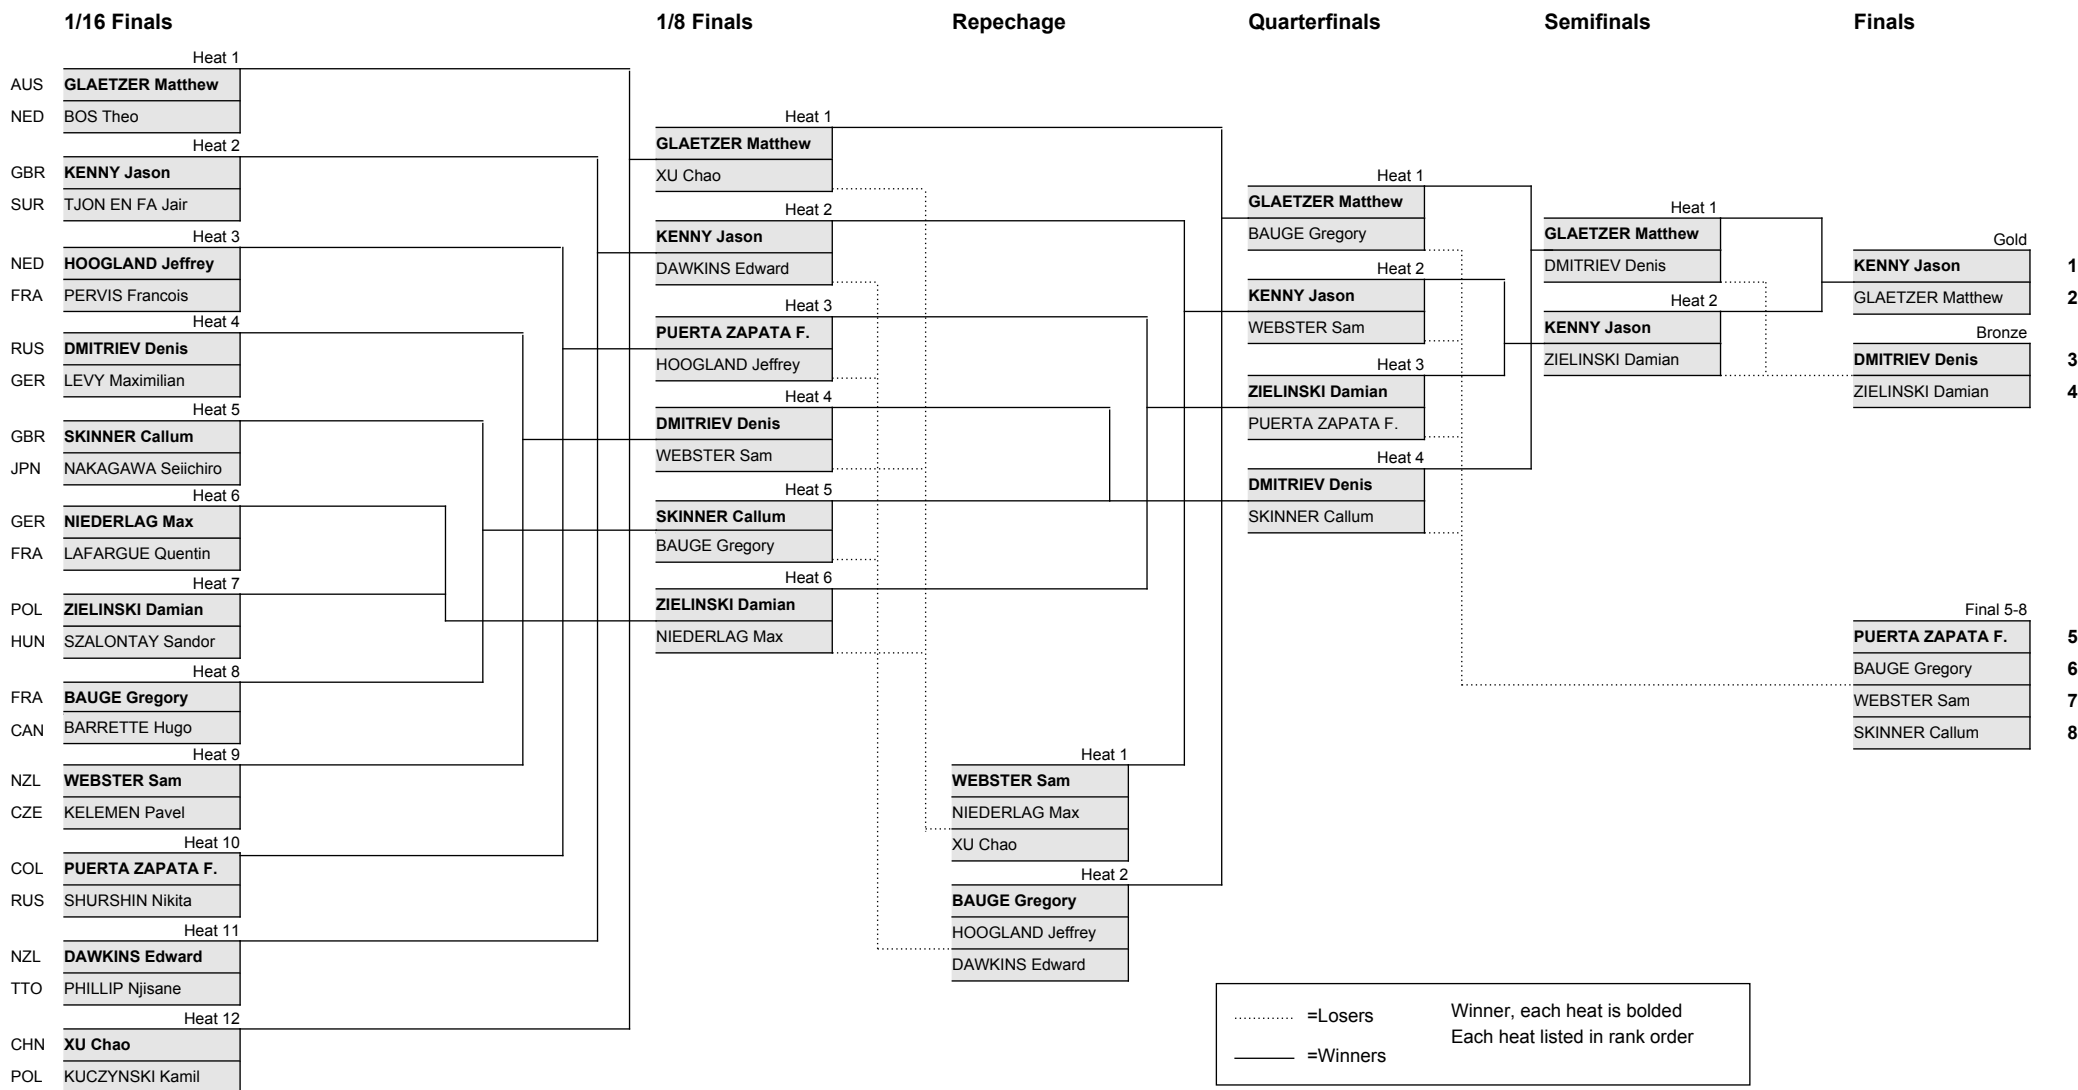 1/16 Finals
1/8 Finals
Repechage
Quarterfinals
Semifinals
Finals
Heat 1
AUS GLAETZER Matthew
NED BOS Theo
Heat 2
GBR KENNY Jason
SUR TJON EN FA Jair
Heat 3
NED HOOGLAND Jeffrey
FRA PERVIS Francois
Heat 4
RUS DMITRIEV Denis
GER LEVY Maximilian
Heat 5
GBR SKINNER Callum
JPN NAKAGAWA Seiichiro
Heat 6
GER NIEDERLAG Max
FRA LAFARGUE Quentin
Heat 7
POL ZIELINSKI Damian
HUN SZALONTAY Sandor
Heat 8
FRA BAUGE Gregory
CAN BARRETTE Hugo
Heat 9
NZL WEBSTER Sam
CZE KELEMEN Pavel
Heat 10
COL PUERTA ZAPATA F.
RUS SHURSHIN Nikita
Heat 11
NZL DAWKINS Edward
TTO PHILLIP Njisane
Heat 12
CHN XU Chao
POL KUCZYNSKI Kamil
Heat 1
GLAETZER Matthew
XU Chao
Heat 2
KENNY Jason
DAWKINS Edward
Heat 3
PUERTA ZAPATA F.
HOOGLAND Jeffrey
Heat 4
DMITRIEV Denis
WEBSTER Sam
Heat 5
SKINNER Callum
BAUGE Gregory
Heat 6
ZIELINSKI Damian
NIEDERLAG Max
Heat 1
WEBSTER Sam
NIEDERLAG Max
XU Chao
Heat 2
BAUGE Gregory
HOOGLAND Jeffrey
DAWKINS Edward
Heat 1
GLAETZER Matthew
BAUGE Gregory
Heat 2
KENNY Jason
WEBSTER Sam
Heat 3
ZIELINSKI Damian
PUERTA ZAPATA F.
Heat 4
DMITRIEV Denis
SKINNER Callum
Heat 1
GLAETZER Matthew
DMITRIEV Denis
Heat 2
KENNY Jason
ZIELINSKI Damian
Gold
KENNY Jason 1
GLAETZER Matthew 2
Bronze
DMITRIEV Denis 3
ZIELINSKI Damian 4
Final 5-8
PUERTA ZAPATA F. 5
BAUGE Gregory 6
WEBSTER Sam 7
SKINNER Callum 8
=Losers
=Winners
Winner, each heat is bolded
Each heat listed in rank order